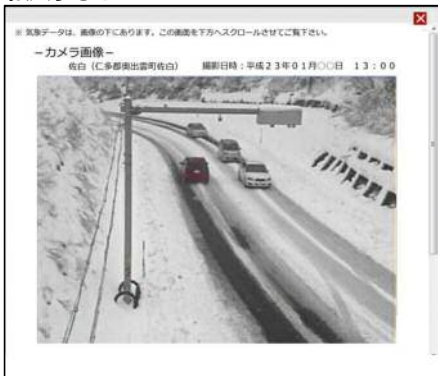 ※ 気象データは、画像の下にあります。この画面を下方へスクロールさせてご覧下さい。
－カメラ画像－
佐白（仁多郡奥出雲町佐白） 撮影日時：平成２３年０１月○○日 １３：００